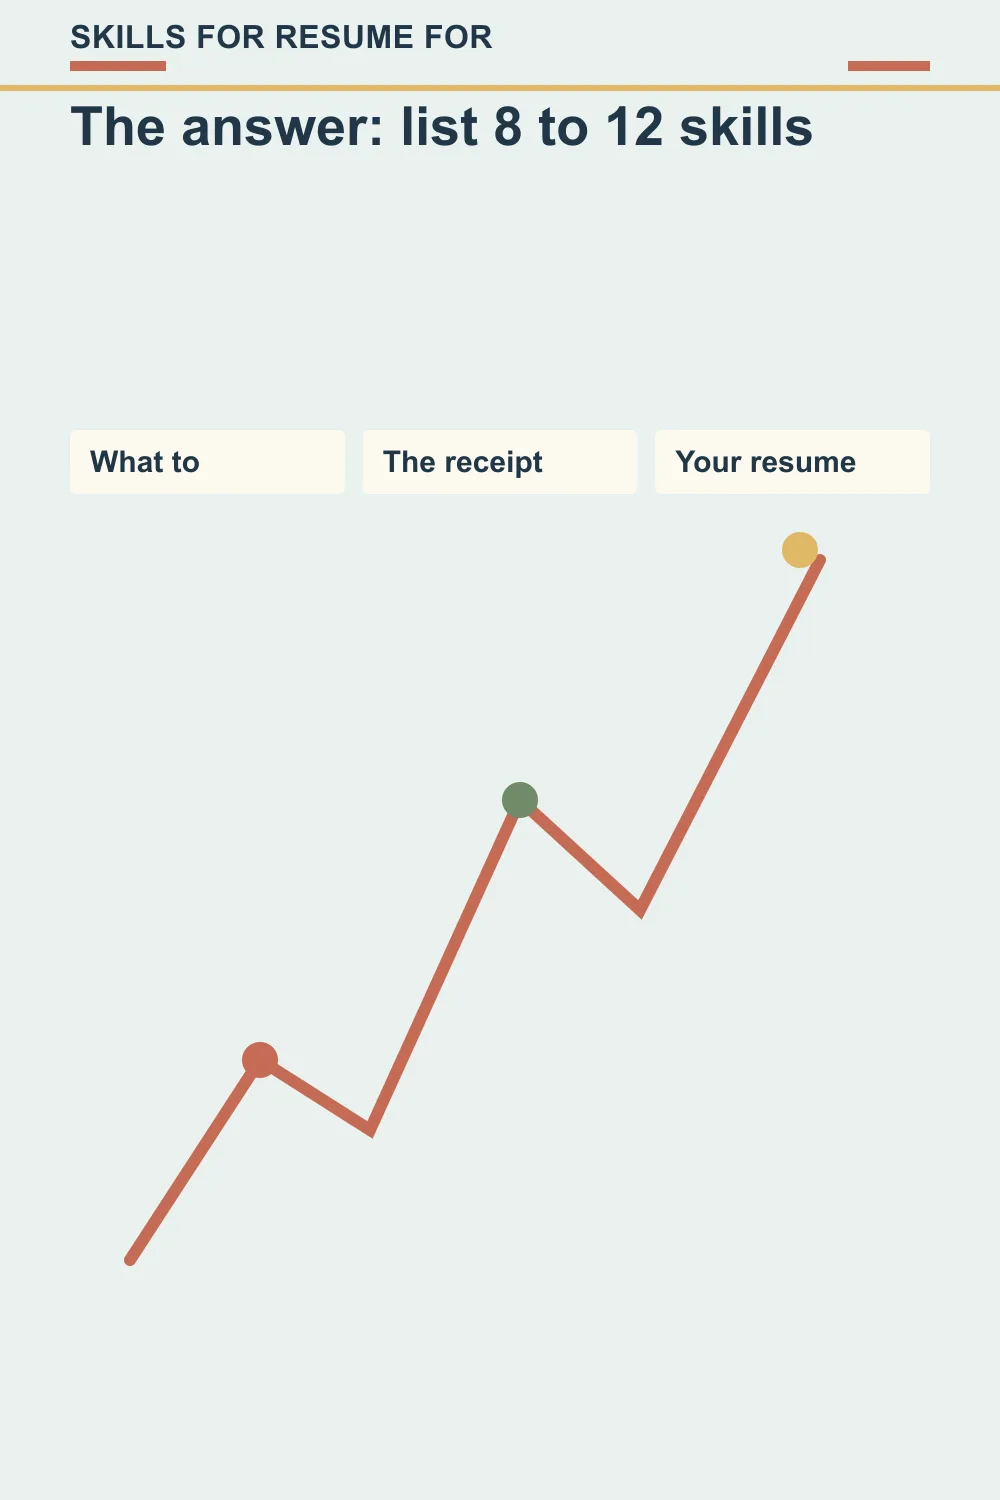 SKILLS FOR RESUME FOR
The answer: list 8 to 12 skills
What to
The receipt
Your resume